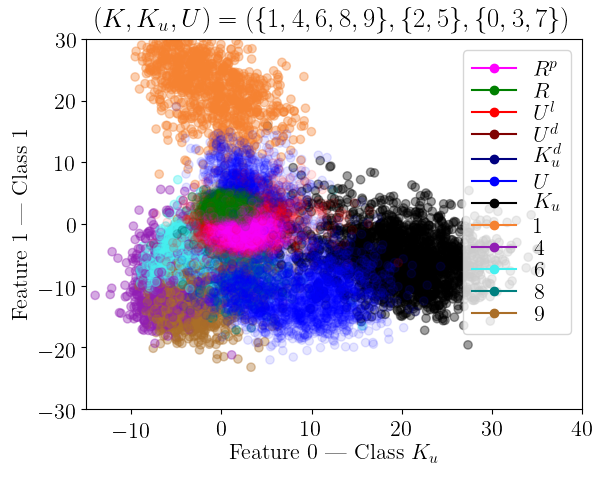 (K, K_u, U) = ({1, 4, 6, 8, 9}, {2, 5}, {0, 3, 7})
Feature 1 — Class 1
30
20
10
0
−10
−20
−30
R^p
R
U^l
U^d
K_u^d
U
K_u
1
4
6
8
9
−10 0 10 20 30 40
Feature 0 — Class K_u